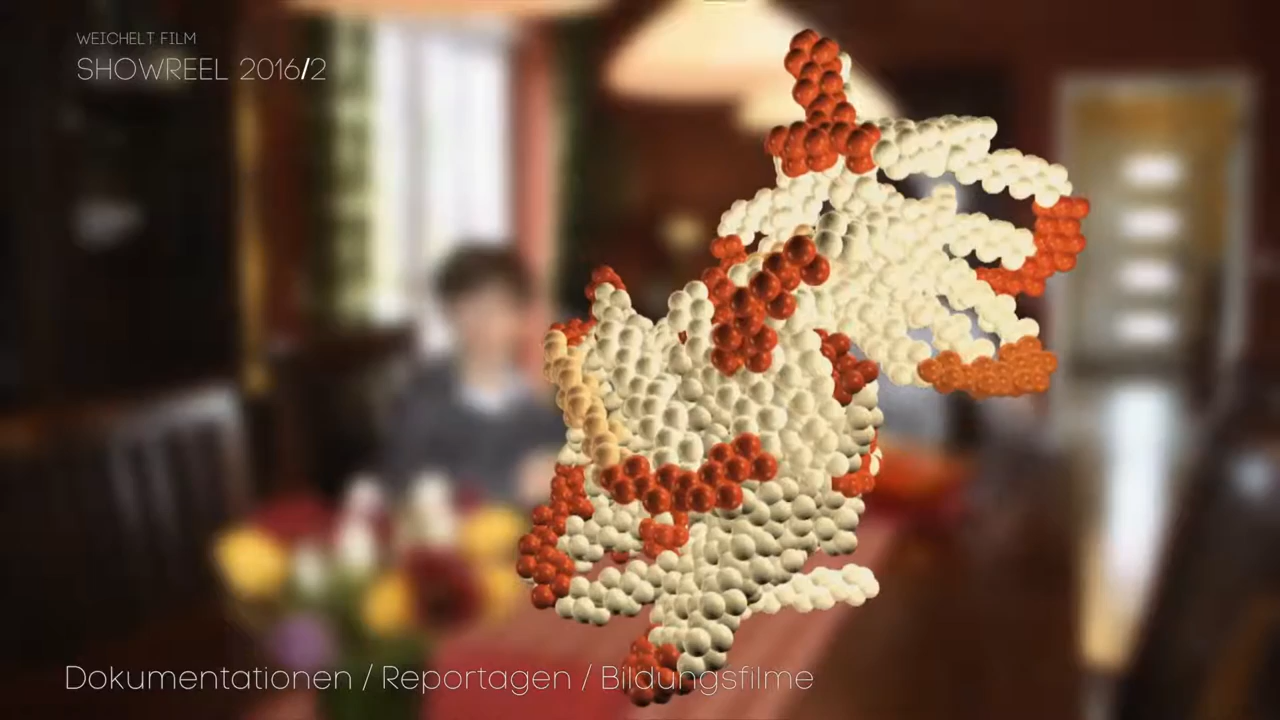 WEICHELT FILM
SHOWREEL 2016/2
Dokumentationen / Reportagen / Bildungsfilme